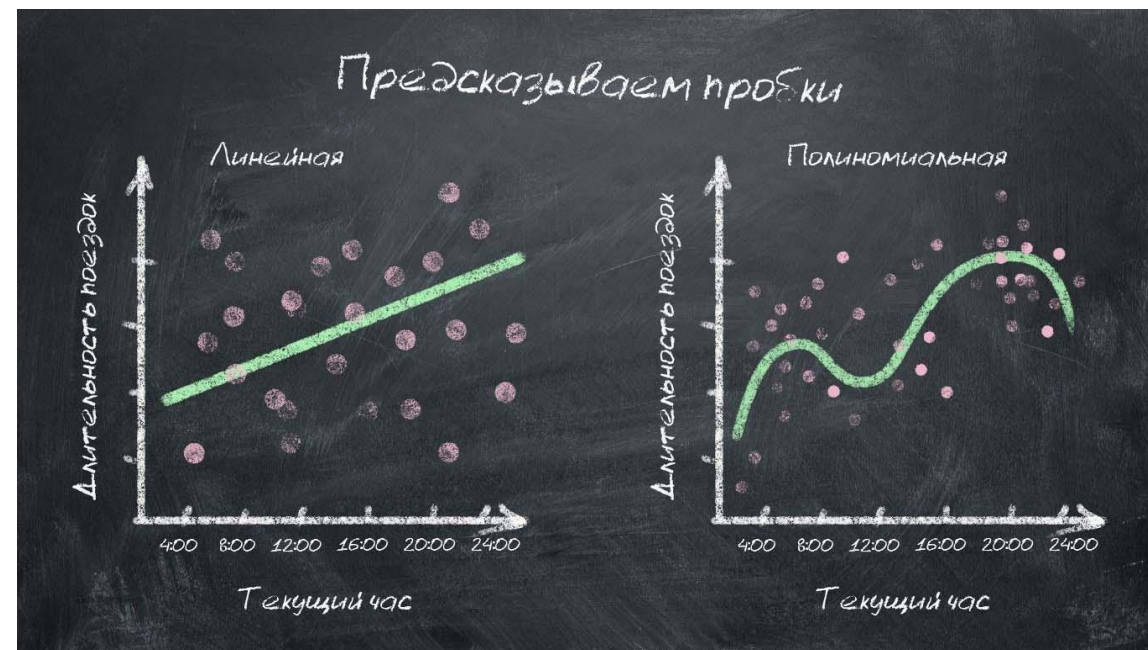 Предсказываем пробки
Линейная
Длительность поездок
4:00 8:00 12:00 16:00 20:00 24:00
Текущий час
Полиномиальная
Длительность поездок
4:00 8:00 12:00 16:00 20:00 24:00
Текущий час